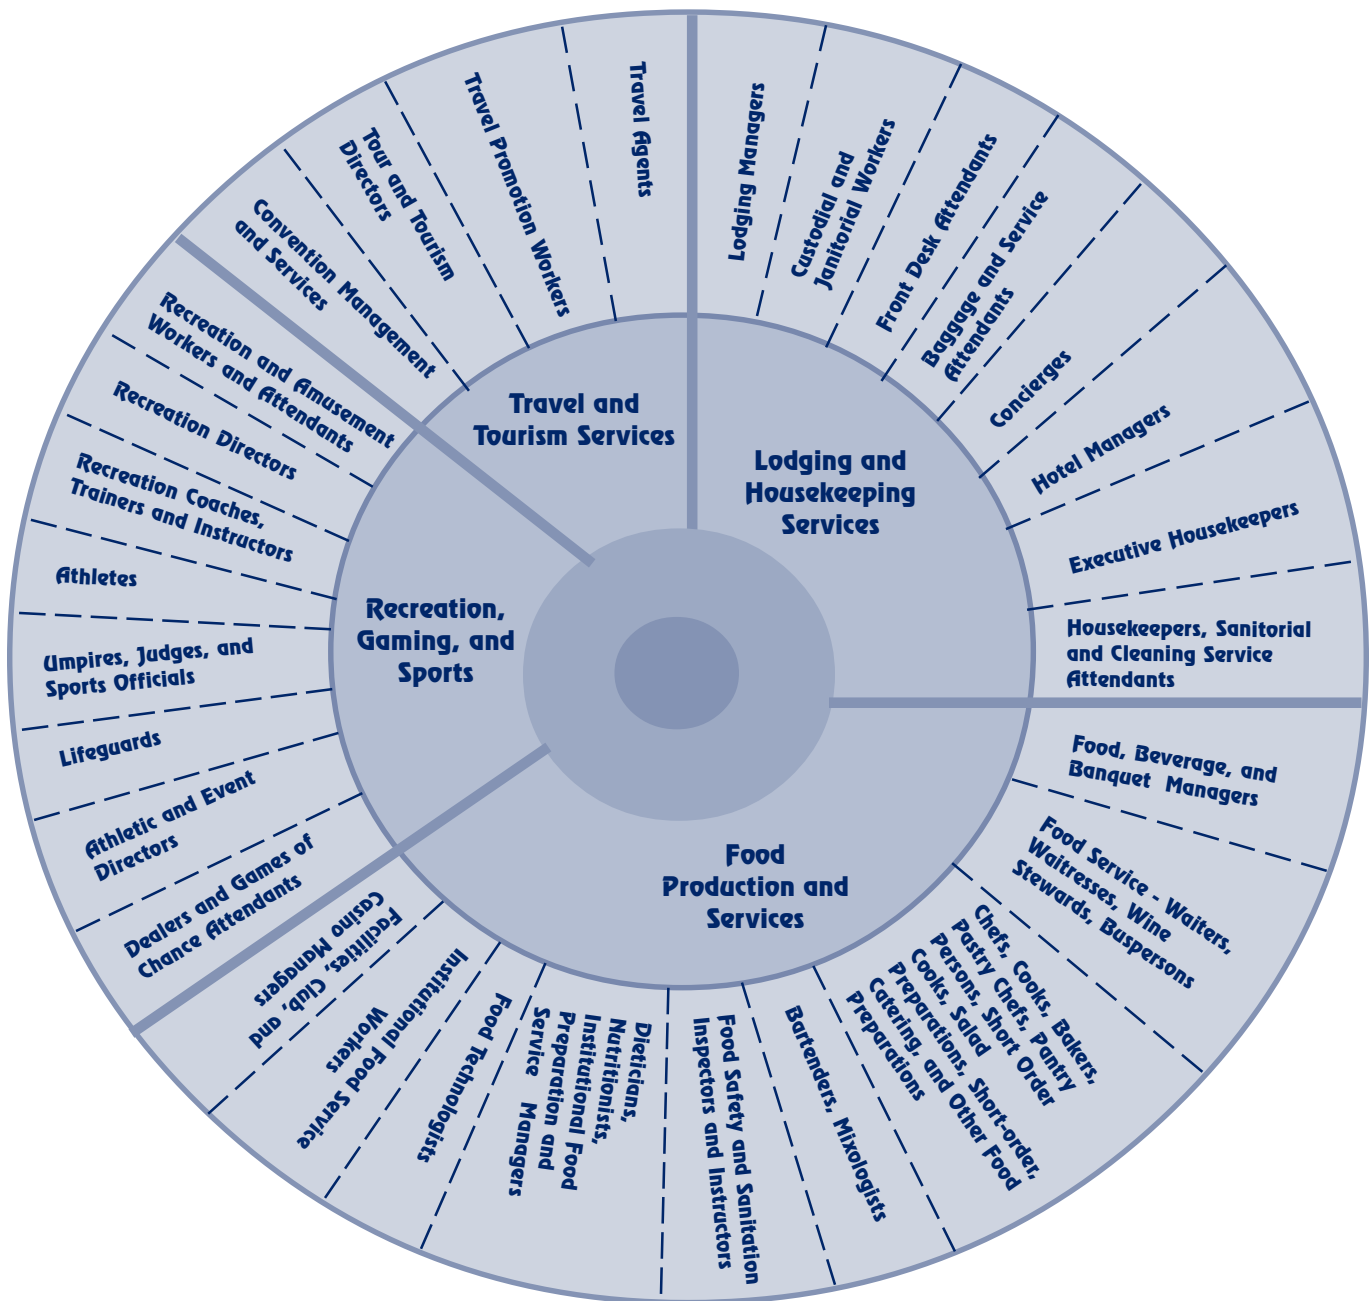 Travel and
Tourism Services
Lodging and
Housekeeping
Services
Recreation,
Gaming, and
Sports
Food
Production and
Services
Lodging Managers
Custodial and
Janitorial Workers
Front Desk Attendants
Baggage and Service
Attendants
Concierges
Hotel Managers
Executive Housekeepers
Housekeepers, Sanitorial
and Cleaning Service
Attendants
Food, Beverage, and
Banquet Managers
Food Service - Waiters,
Waitresses, Wine
Stewards, Buspersons
Chefs, Cooks, Bakers,
Pastry Chefs, Pantry
Persons, Short Order
Cooks, Salad
Preparations, Short-order,
Catering, and Other Food
Preparations
Bartenders, Mixologists
Food Safety and Sanitation
Inspectors and Instructors
Dieticians,
Nutritionists,
Institutional Food
Preparation and
Service Managers
Food Technologists
Institutional Food Service
Workers
Facilities, Club, and
Casino Managers
Dealers and Games of
Chance Attendants
Athletic and Event
Directors
Lifeguards
Umpires, Judges, and
Sports Officials
Athletes
Recreation Coaches,
Trainers and Instructors
Recreation Directors
Recreation and Amusement
Workers and Attendants
Convention Management
and Services
Tour and Tourism
Directors
Travel Promotion Workers
Travel Agents